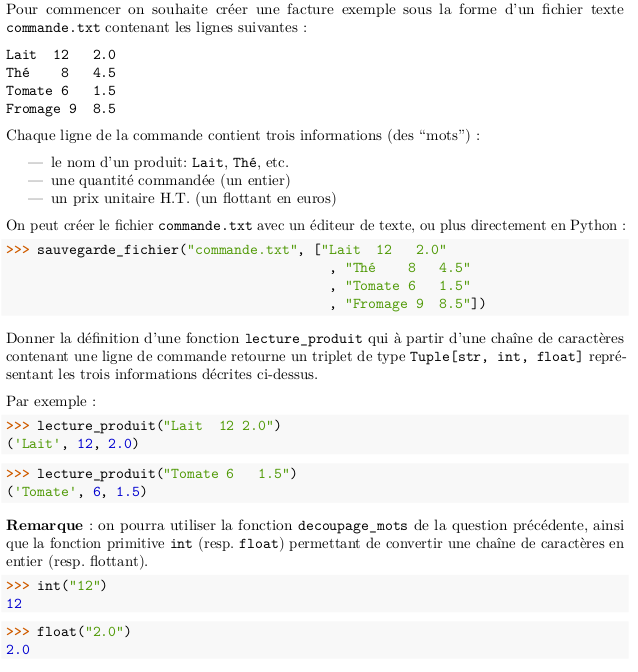 Pour commencer on souhaite créer une facture exemple sous la forme d'un fichier texte
commande.txt contenant les lignes suivantes :
Lait  12   2.0
Thé    8   4.5
Tomate 6   1.5
Fromage 9  8.5
Chaque ligne de la commande contient trois informations (des “mots”) :
— le nom d'un produit: Lait, Thé, etc.
— une quantité commandée (un entier)
— un prix unitaire H.T. (un flottant en euros)
On peut créer le fichier commande.txt avec un éditeur de texte, ou plus directement en Python :
>>> sauvegarde_fichier("commande.txt", ["Lait  12   2.0"
, "Thé    8   4.5"
, "Tomate 6   1.5"
, "Fromage 9  8.5"])
Donner la définition d'une fonction lecture_produit qui à partir d'une chaîne de caractères
contenant une ligne de commande retourne un triplet de type Tuple[str, int, float] repré-
sentant les trois informations décrites ci-dessus.
Par exemple :
>>> lecture_produit("Lait  12 2.0")
('Lait', 12, 2.0)
>>> lecture_produit("Tomate 6   1.5")
('Tomate', 6, 1.5)
Remarque : on pourra utiliser la fonction decoupage_mots de la question précédente, ainsi
que la fonction primitive int (resp. float) permettant de convertir une chaîne de caractères en
entier (resp. flottant).
>>> int("12")
12
>>> float("2.0")
2.0